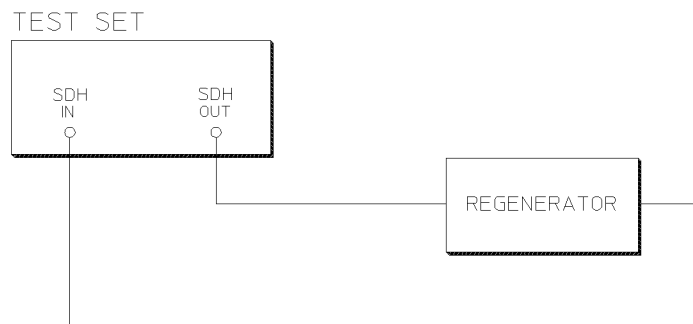 TEST SET
SDH
IN
SDH
OUT
REGENERATOR